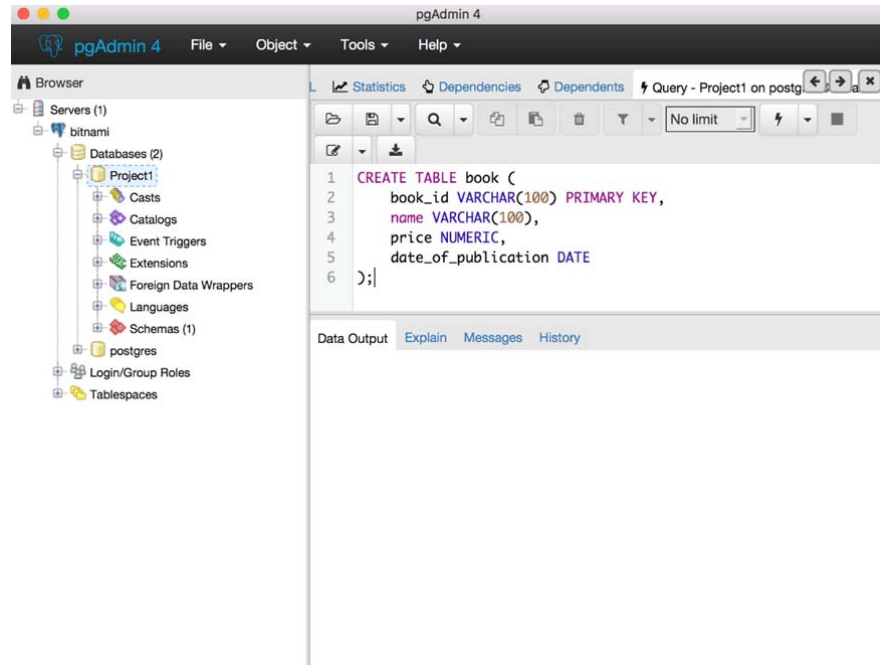 pgAdmin 4
pgAdmin 4 File Object Tools Help
Browser
Servers (1)
bitnami
Databases (2)
Project1
Casts
Catalogs
Event Triggers
Extensions
Foreign Data Wrappers
Languages
Schemas (1)
postgres
Login/Group Roles
Tablespaces
L Statistics Dependencies Dependents Query - Project1 on postg
No limit
1 CREATE TABLE book (
2 book_id VARCHAR(100) PRIMARY KEY,
3 name VARCHAR(100),
4 price NUMERIC,
5 date_of_publication DATE
6 );
Data Output Explain Messages History